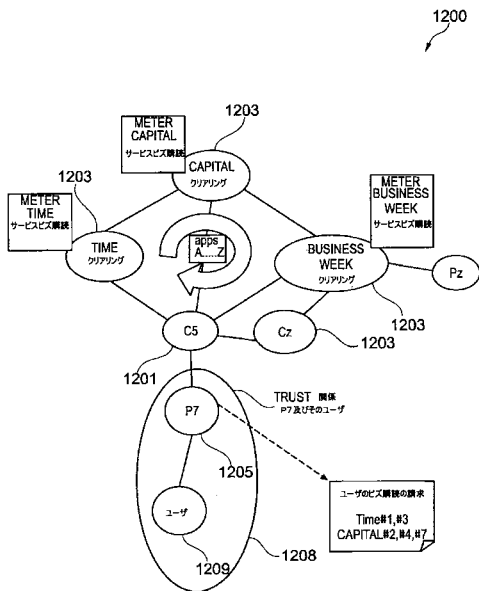 1200
1203
METER
CAPITAL
サービスビズ購読
CAPITAL
クリアリング
1203
METER
TIME
サービスビズ購読
TIME
クリアリング
apps
A.....Z
METER
BUSINESS
WEEK
サービスビズ購読
BUSINESS
WEEK
クリアリング
Pz
1203
C5
Cz
1203
1201
TRUST 関係
P7 及びそのユーザ
P7
1205
ユーザ
1209
1208
ユーザのビズ購読の請求
Time#1,#3
CAPITAL#2,#4,#7